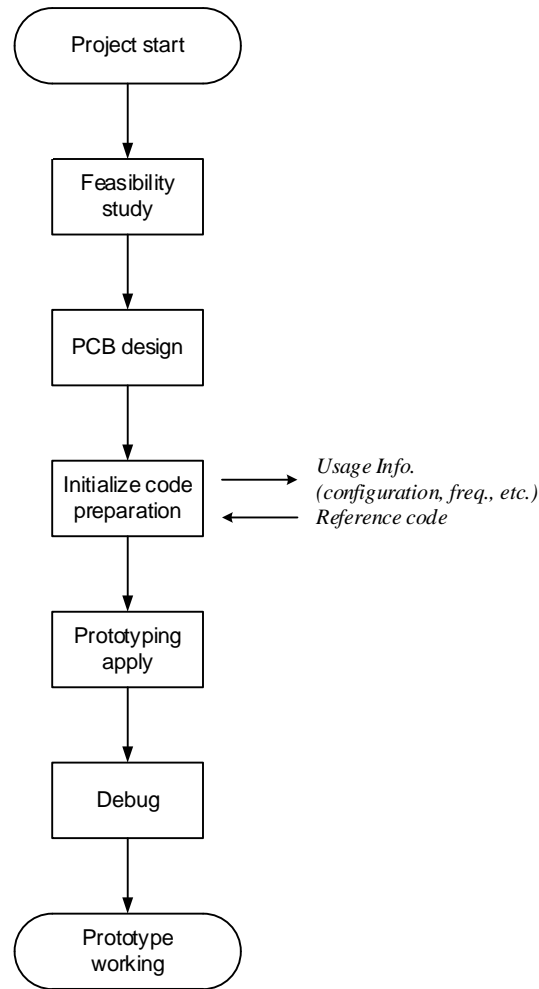 Project start
Feasibility
study
PCB design
Initialize code
preparation
Usage Info.
(configuration, freq., etc.)
Reference code
Prototyping
apply
Debug
Prototype
working